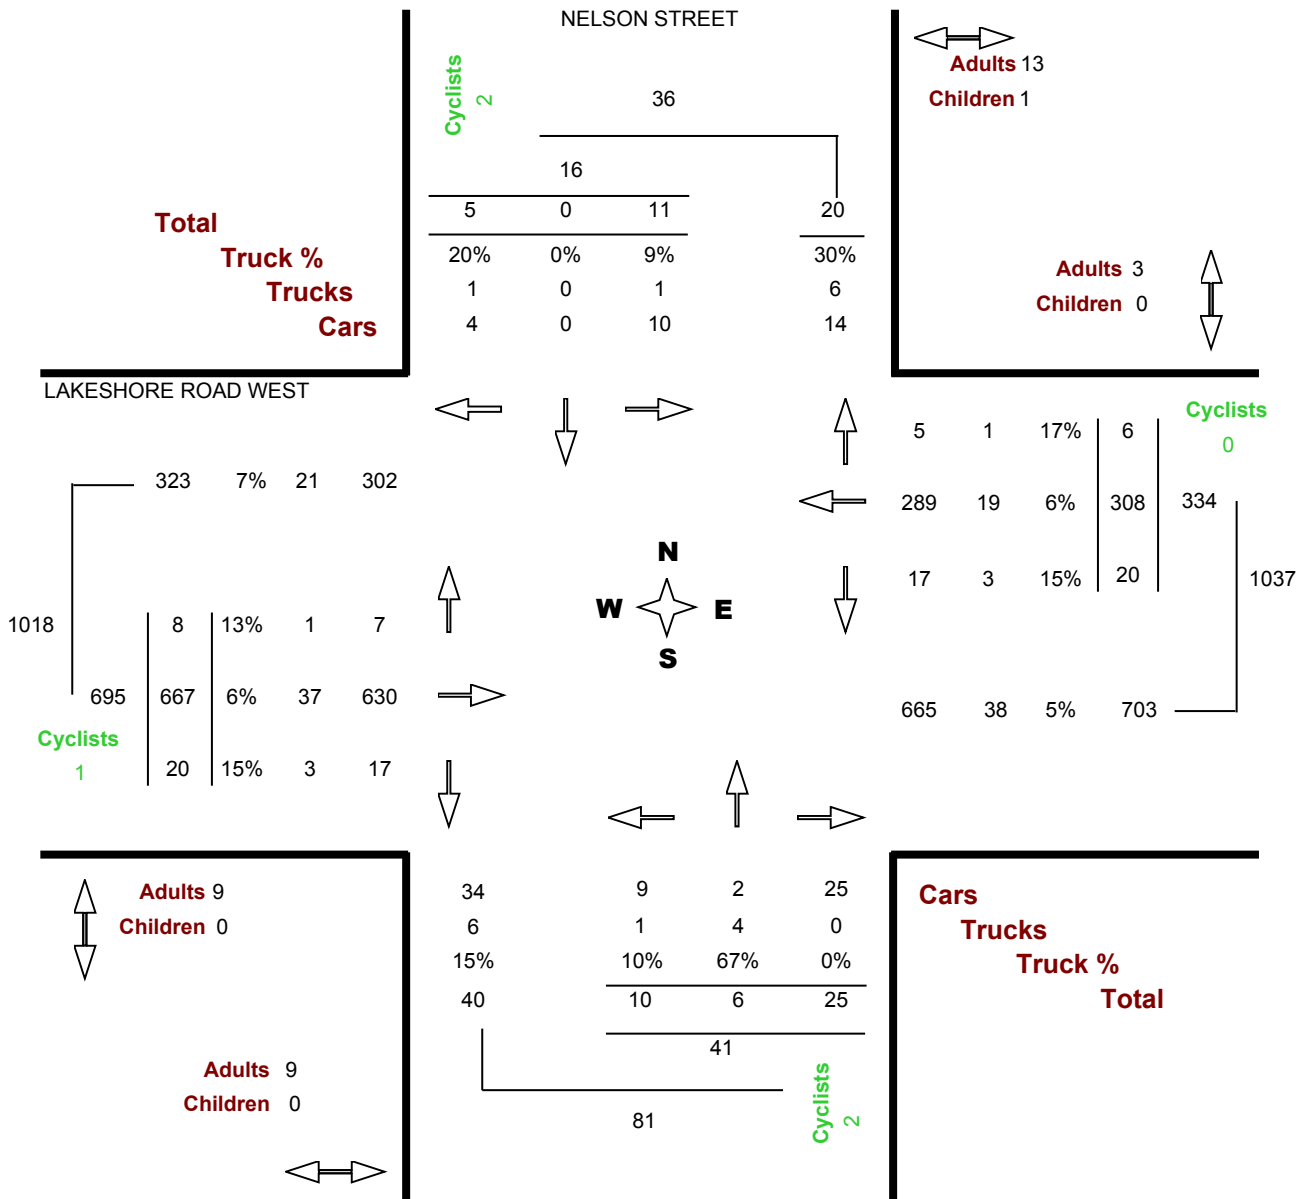 NELSON STREET
Cyclists
2
36
16
5 0 11 20
20% 0% 9% 30%
1 0 1 6
4 0 10 14
Total
Truck %
Trucks
Cars
Adults 13
Children 1
Adults 3
Children 0
LAKESHORE ROAD WEST
323 7% 21 302
1018
8 13% 1 7
695 667 6% 37 630
20 15% 3 17
Cyclists
1
N
W E
S
5 1 17% 6
289 19 6% 308 334
17 3 15% 20
1037
665 38 5% 703
Cyclists
0
Adults 9
Children 0
Adults 9
Children 0
34 9 2 25
6 1 4 0
15% 10% 67% 0%
40 10 6 25
41
81
Cyclists
2
Cars
Trucks
Truck %
Total